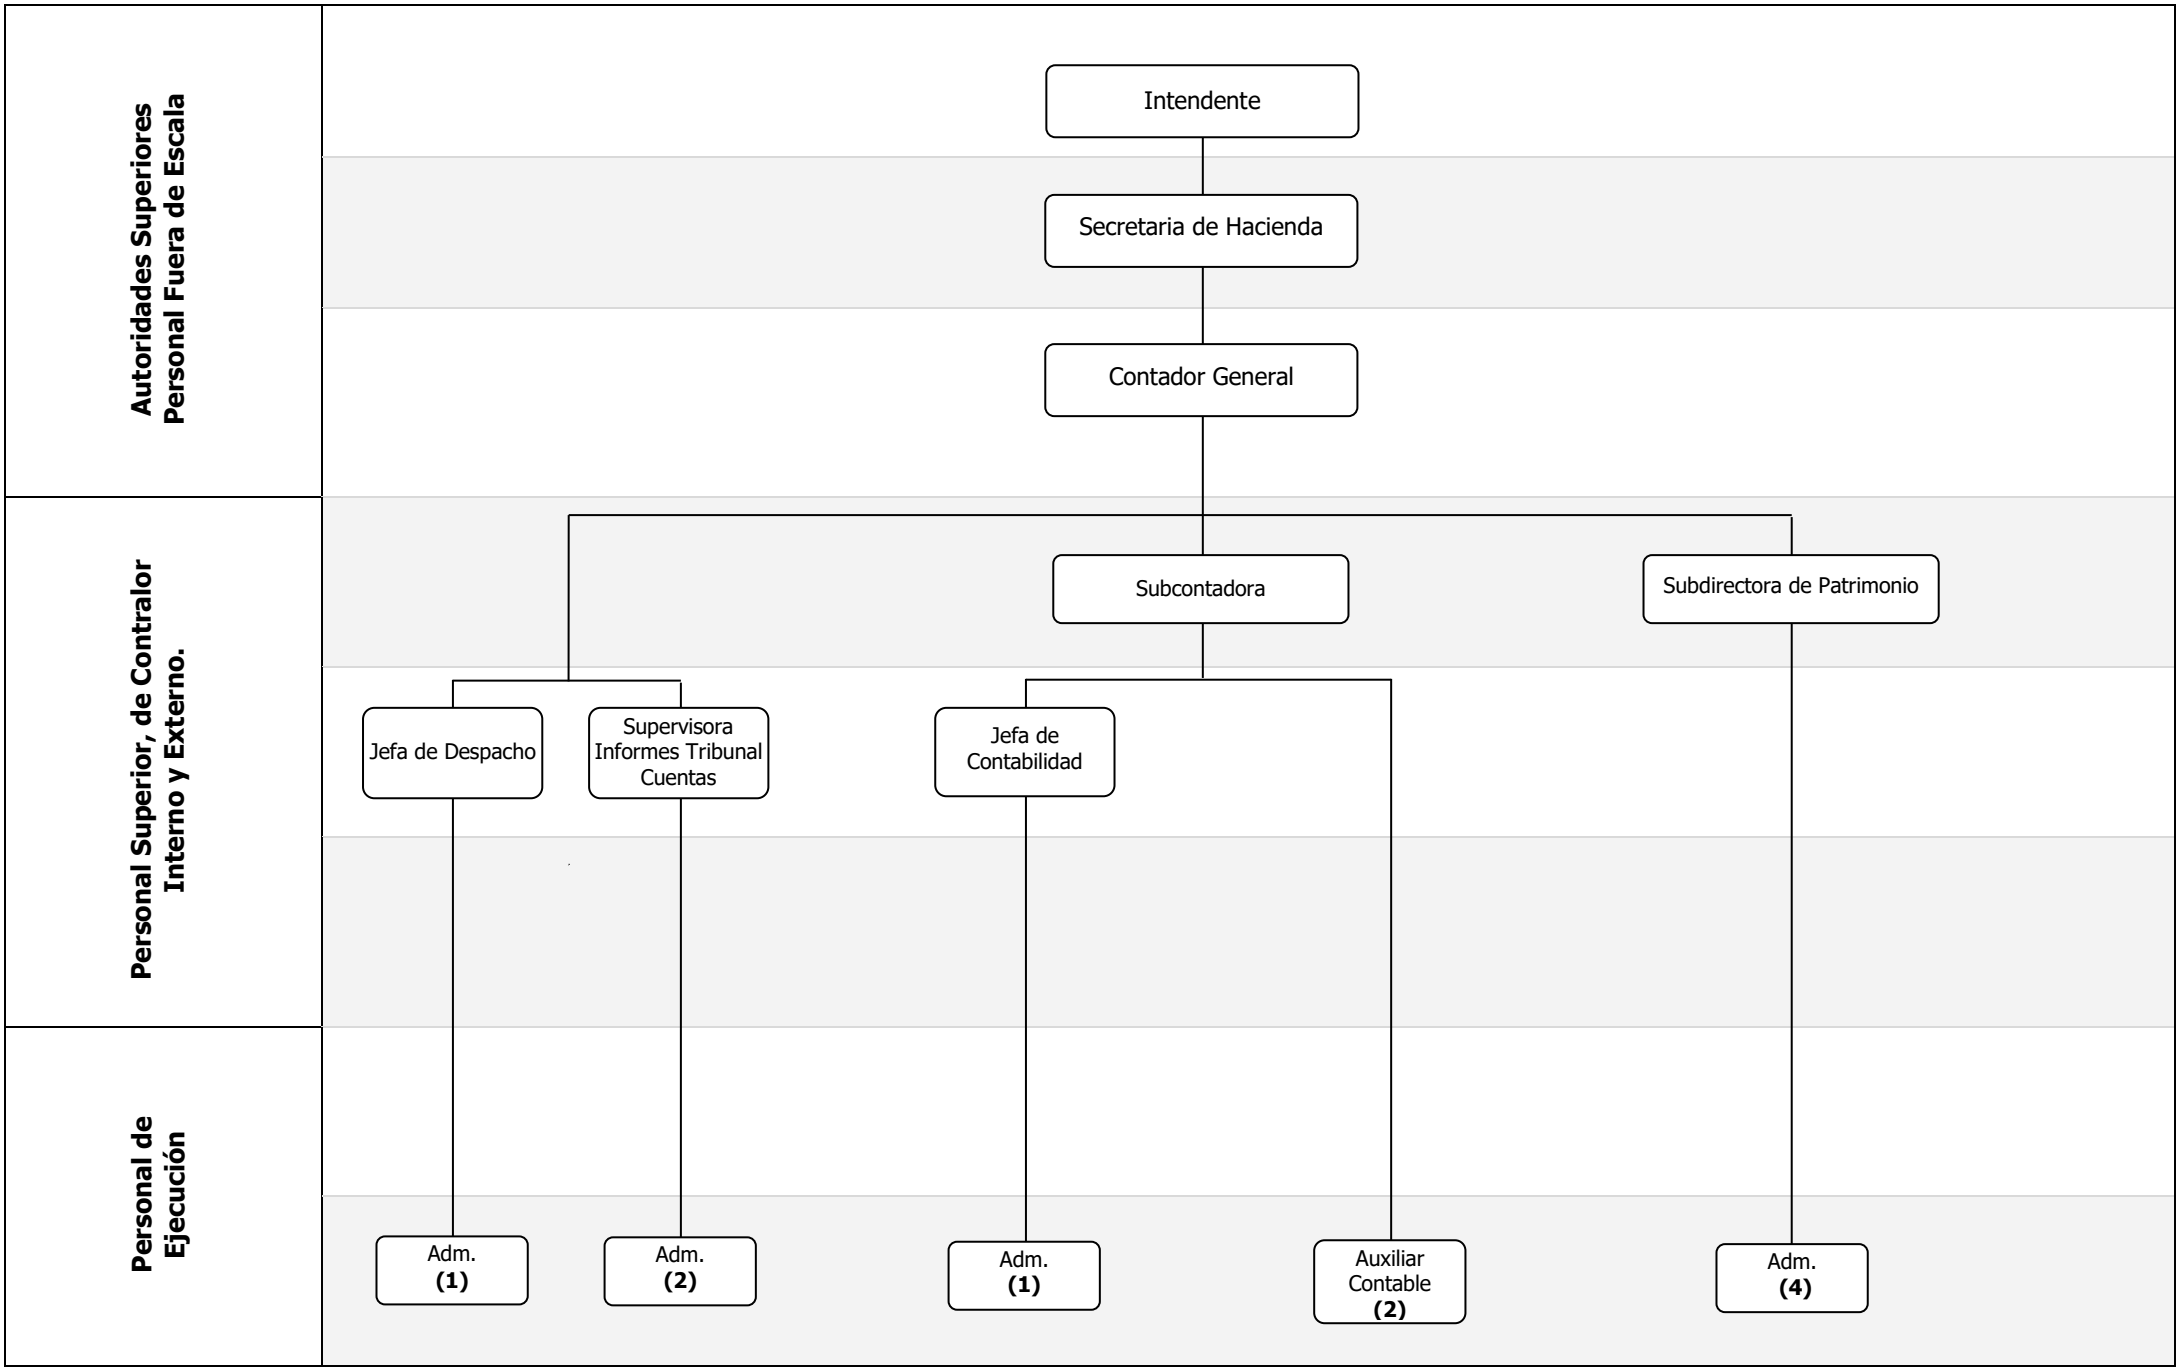 Autoridades Superiores
Personal Fuera de Escala
Intendente
Secretaria de Hacienda
Contador General
Personal Superior, de Contralor
Interno y Externo.
Subcontadora
Subdirectora de Patrimonio
Jefa de Despacho
Supervisora
Informes Tribunal
Cuentas
Jefa de
Contabilidad
Personal de
Ejecución
Adm.
(1)
Adm.
(2)
Adm.
(1)
Auxiliar
Contable
(2)
Adm.
(4)